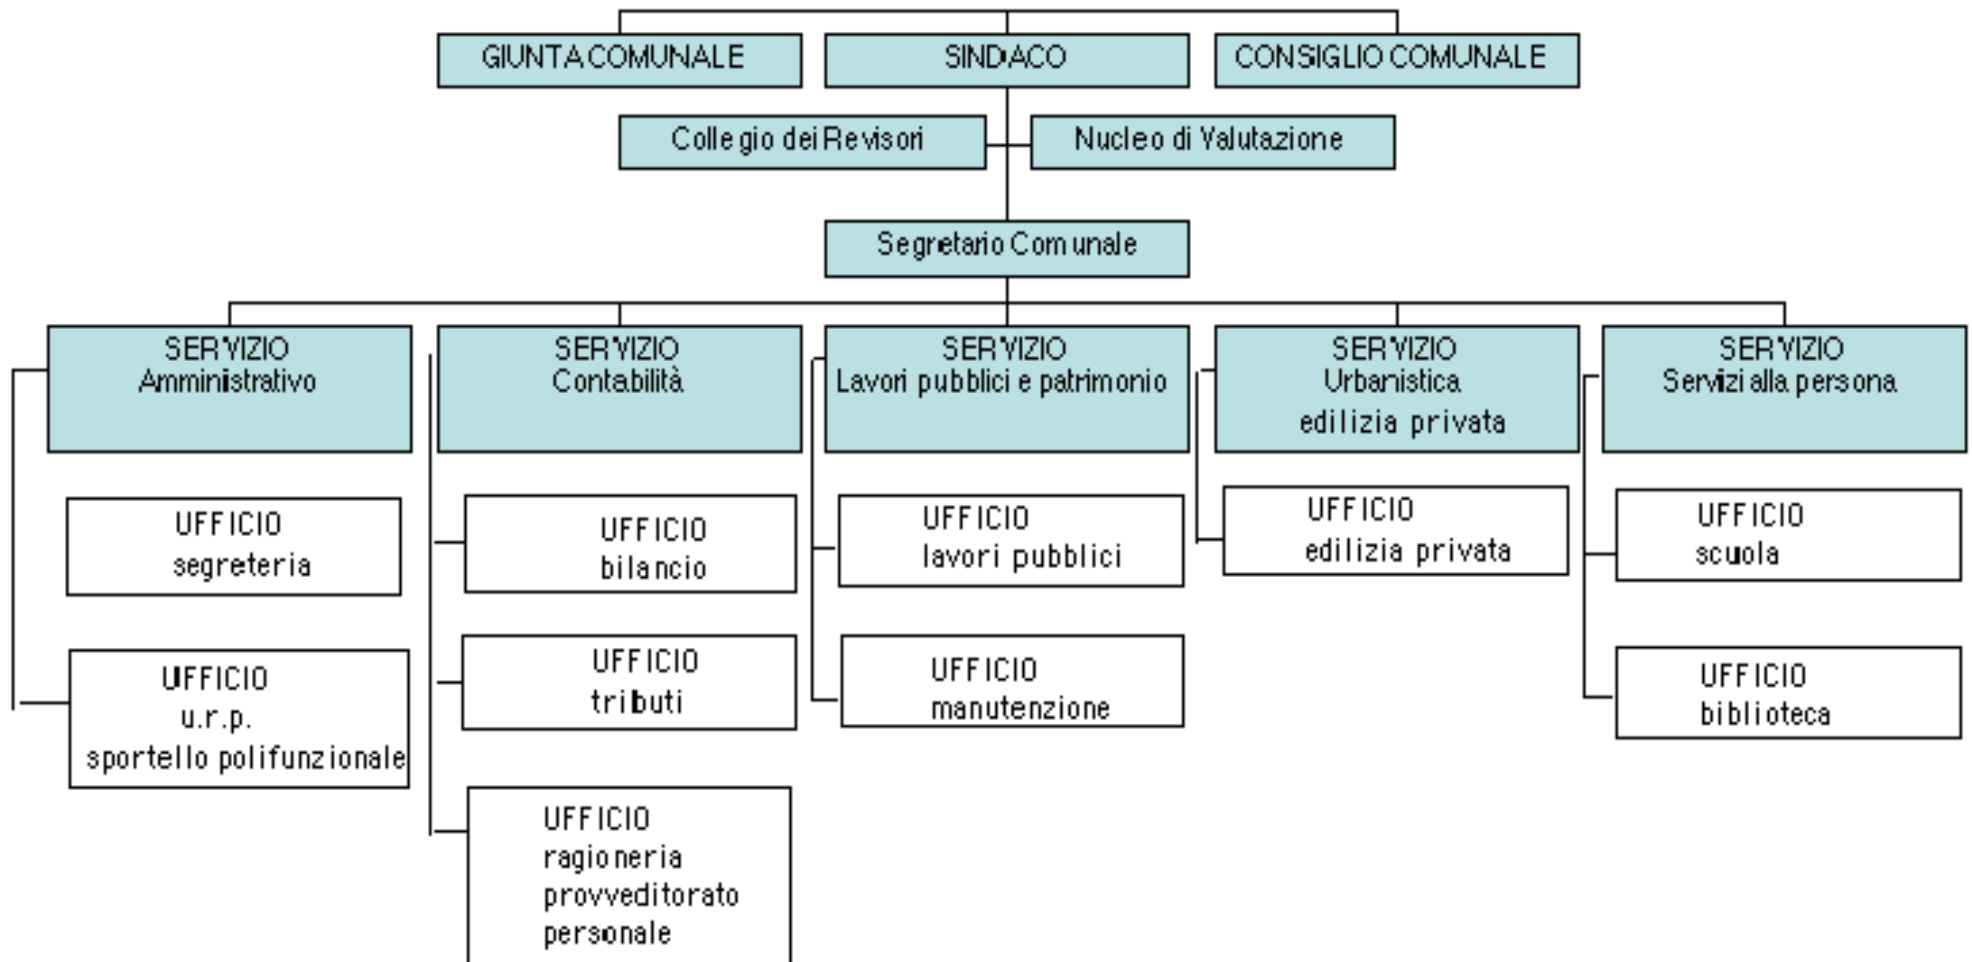 GIUNTA COMUNALE
SINDACO
CONSIGLIO COMUNALE
Collegio dei Revisori
Nucleo di Valutazione
Segretario Comunale
SERVIZIO
Amministrativo
SERVIZIO
Contabilità
SERVIZIO
Lavori pubblici e patrimonio
SERVIZIO
Urbanistica
edilizia privata
SERVIZIO
Servizi alla persona
UFFICIO
segreteria
UFFICIO
bilancio
UFFICIO
lavori pubblici
UFFICIO
edilizia privata
UFFICIO
scuola
UFFICIO
u.r.p.
sportello polifunzionale
UFFICIO
tributi
UFFICIO
manutenzione
UFFICIO
biblioteca
UFFICIO
ragioneria
provveditorato
personale